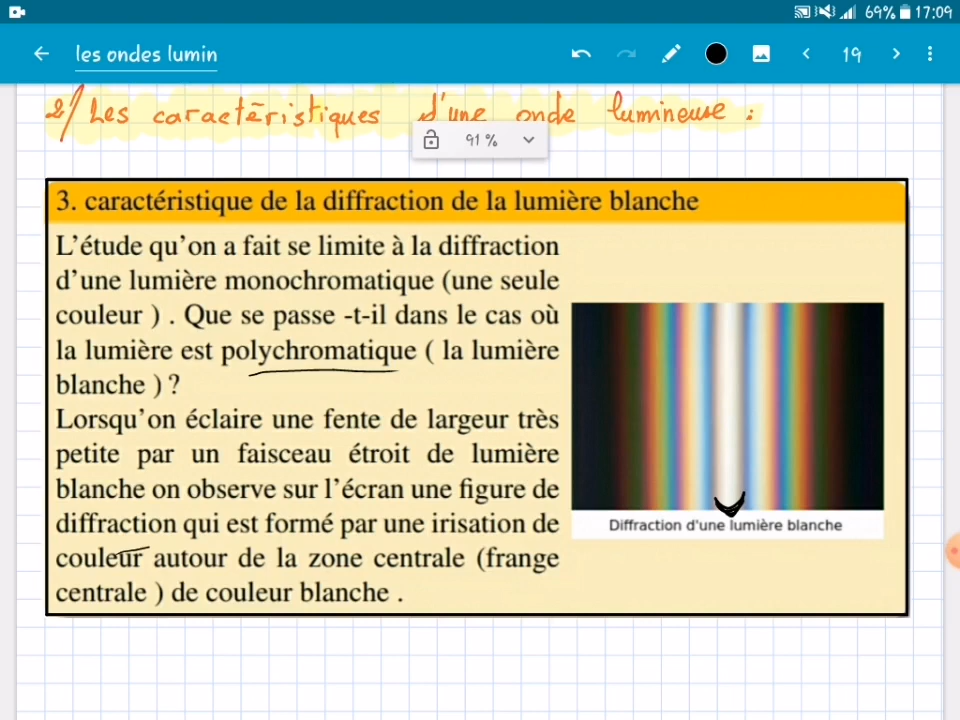 69% 17:09
les ondes lumin
19
2/ Les caractéristiques d'une onde lumineuse :
91 %
3. caractéristique de la diffraction de la lumière blanche
L'étude qu'on a fait se limite à la diffraction
d'une lumière monochromatique (une seule
couleur ) . Que se passe -t-il dans le cas où
la lumière est polychromatique ( la lumière
blanche ) ?
Lorsqu'on éclaire une fente de largeur très
petite par un faisceau étroit de lumière
blanche on observe sur l'écran une figure de
diffraction qui est formé par une irisation de
couleur autour de la zone centrale (frange
centrale ) de couleur blanche .
Diffraction d'une lumière blanche